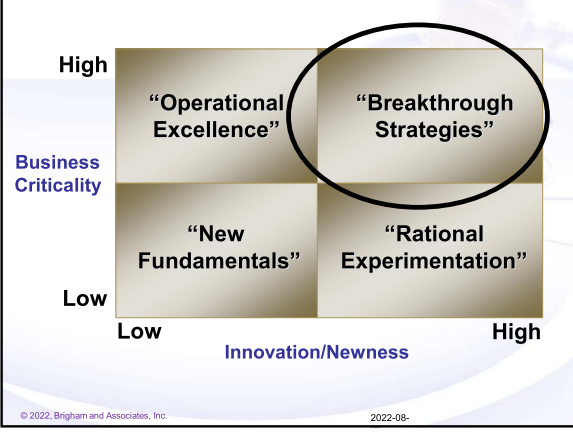 High
“Operational
Excellence”
“Breakthrough
Strategies”
Business
Criticality
“New
Fundamentals”
“Rational
Experimentation”
Low
Low
High
Innovation/Newness
© 2022, Brigham and Associates, Inc.
2022-08-